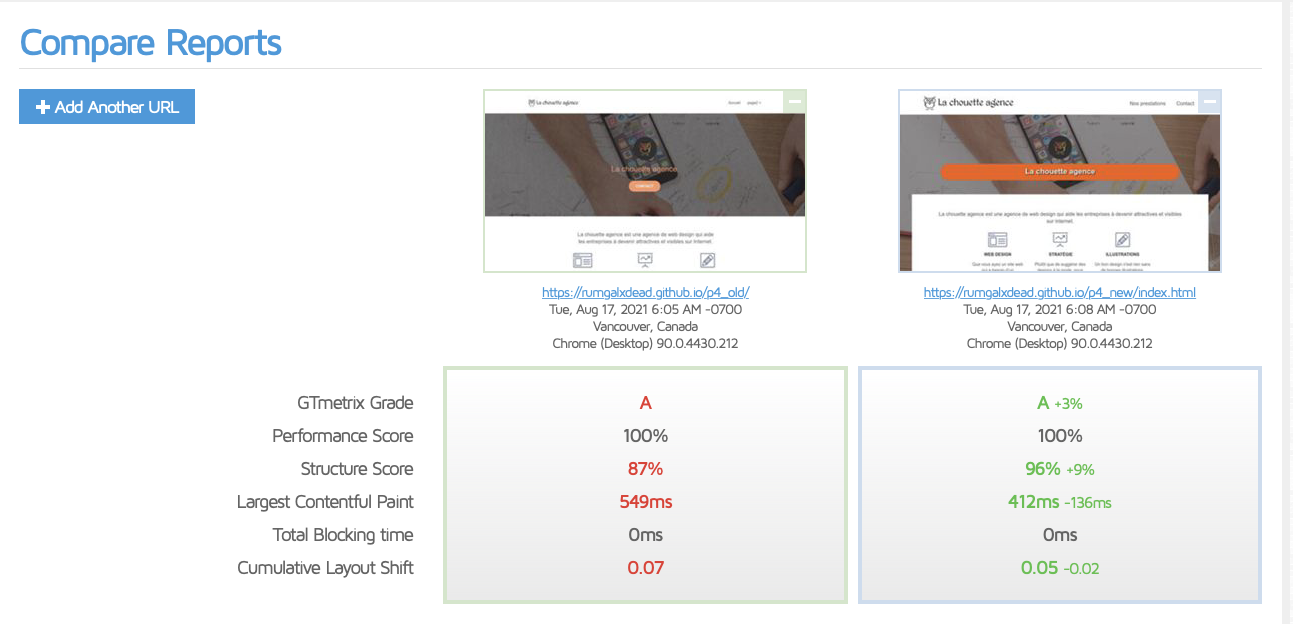 Compare Reports
Add Another URL
La chouette agence
Accueil
La chouette agence
CONTACT
La chouette agence est une agence de web design qui aide
les entreprises à devenir attractives et visibles sur Internet.
La chouette agence
Nos prestations Contact
La chouette agence
La chouette agence est une agence de web design qui aide les entreprises à devenir attractives et visibles
sur Internet.
WEB DESIGN STRATÉGIE ILLUSTRATIONS
https://rumgalxdead.github.io/p4_old/
Tue, Aug 17, 2021 6:05 AM -0700
Vancouver, Canada
Chrome (Desktop) 90.0.4430.212
https://rumgalxdead.github.io/p4_new/index.html
Tue, Aug 17, 2021 6:08 AM -0700
Vancouver, Canada
Chrome (Desktop) 90.0.4430.212
GTmetrix Grade A A +3%
Performance Score 100% 100%
Structure Score 87% 96% +9%
Largest Contentful Paint 549ms 412ms -136ms
Total Blocking time 0ms 0ms
Cumulative Layout Shift 0.07 0.05 -0.02